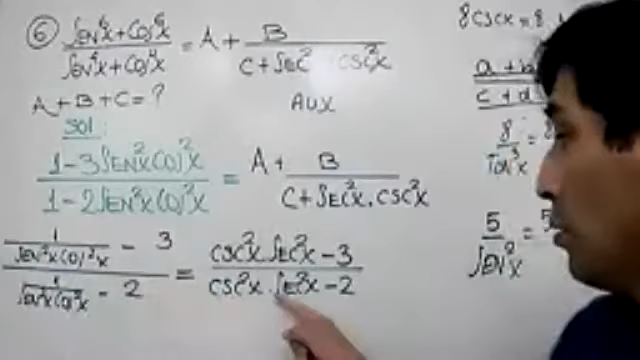 6 SEN⁶x+COS⁶x / SEN⁴x+COS⁴x = A + B / C+SEC²x CSC²x
A+B+C=?
AUX
SOL:
1-3SEN²xCOS²x / 1-2SEN²xCOS²x = A + B / C+SEC²x.CSC²x
1/SEN²xCOS²x - 3 / 1/SEN²xCOS²x - 2 = CSC²x.SEC²x-3 / CSC²x.SEC²x-2
8CSCx=8
a+b
c+d
8 / TAN³x =
5 / SEN⁹x = 5